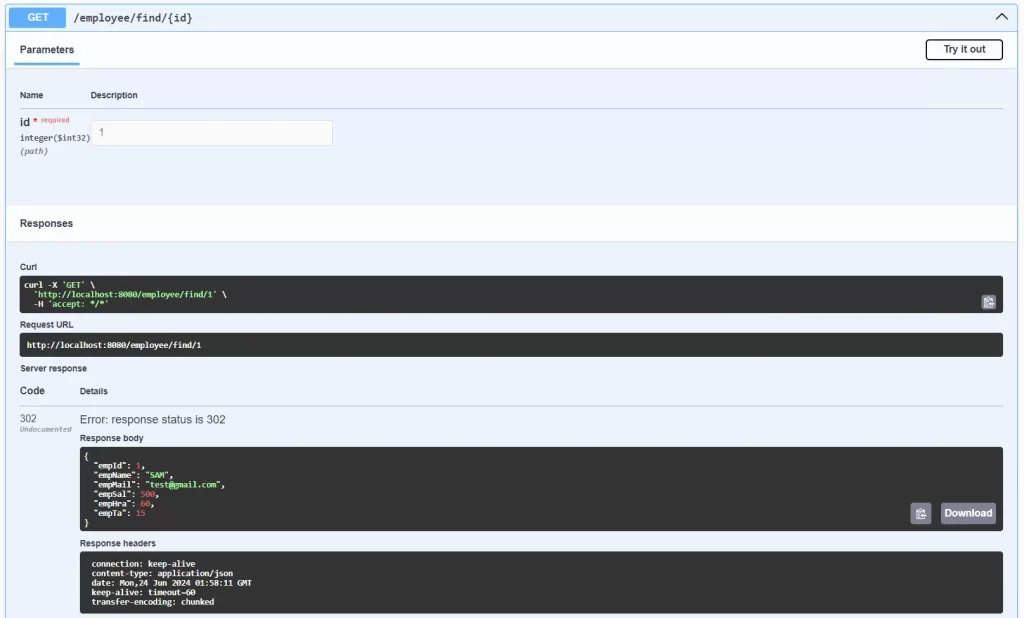 GET /employee/find/{id}
Parameters
Try it out
Name Description
id * required
integer($int32)
(path)
1
Responses
Curl
curl -X 'GET' \
'http://localhost:8080/employee/find/1' \
-H 'accept: */*'
Request URL
http://localhost:8080/employee/find/1
Server response
Code Details
302
Undocumented
Error: response status is 302
Response body
{
"empId": 1,
"empName": "SAM",
"empMail": "test@gmail.com",
"empSal": 500,
"empHra": 60,
"empTa": 15
}
Download
Response headers
connection: keep-alive
content-type: application/json
date: Mon,24 Jun 2024 01:58:11 GMT
keep-alive: timeout=60
transfer-encoding: chunked